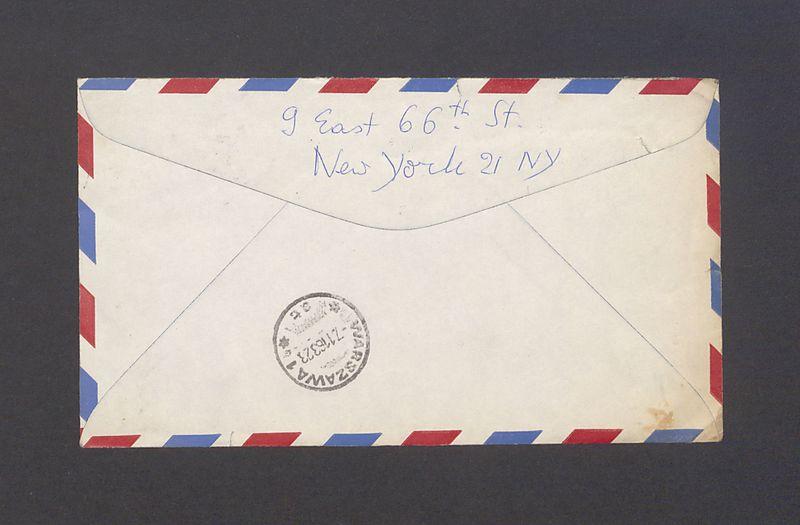 9 East 66th. St.
New York 21 NY
WARSZAWA 1